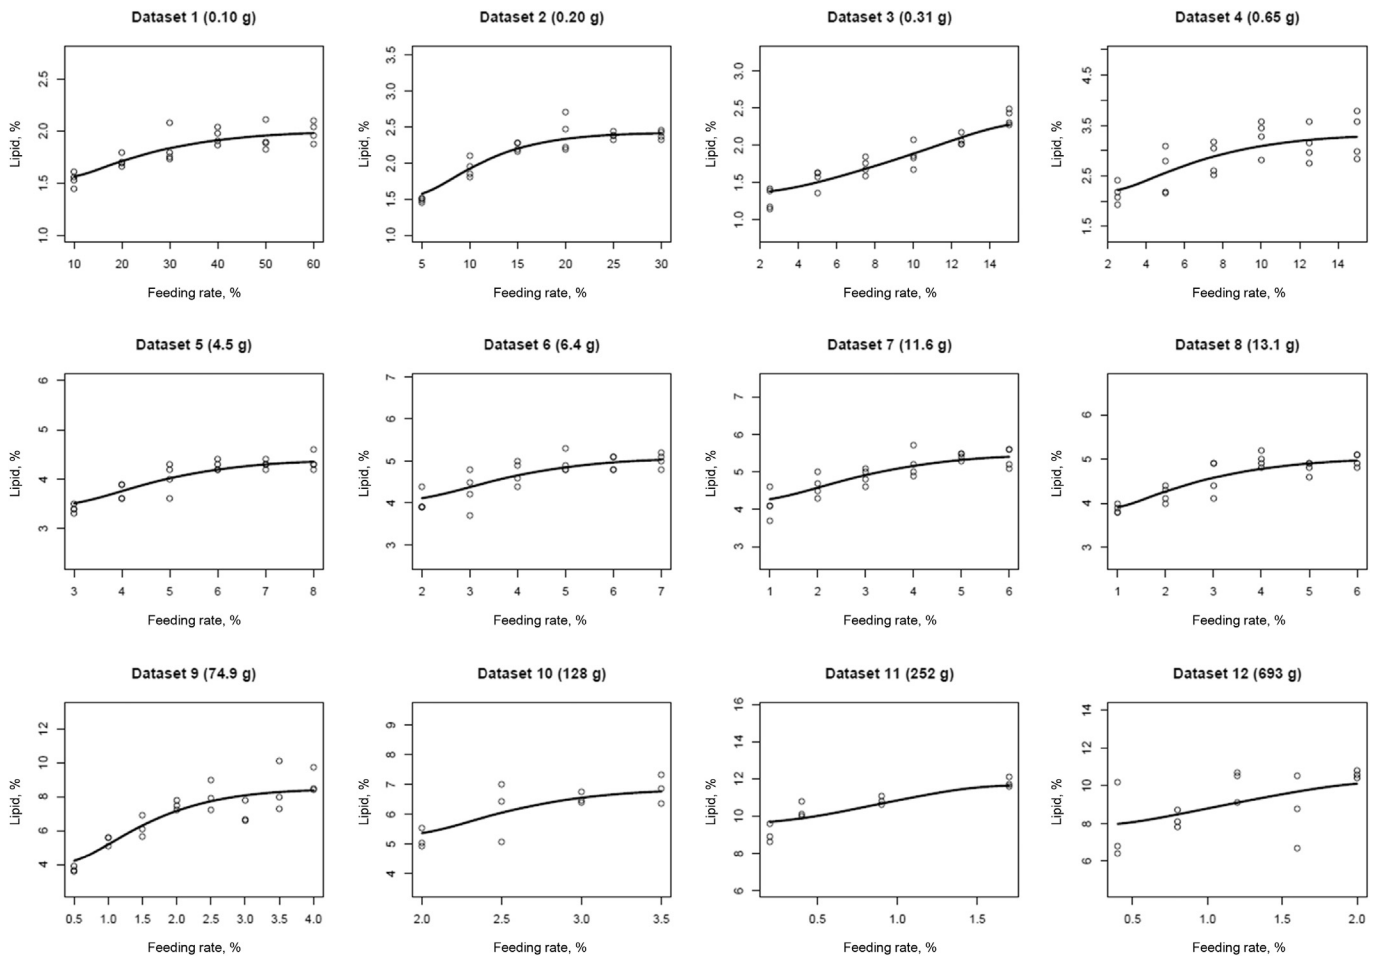 Dataset 1 (0.10 g)
Lipid, %
1.0 1.5 2.0 2.5
10 20 30 40 50 60
Feeding rate, %
Dataset 2 (0.20 g)
Lipid, %
1.0 1.5 2.0 2.5 3.0 3.5
5 10 15 20 25 30
Feeding rate, %
Dataset 3 (0.31 g)
Lipid, %
1.0 1.5 2.0 2.5 3.0
2 4 6 8 10 12 14
Feeding rate, %
Dataset 4 (0.65 g)
Lipid, %
1.5 2.5 3.5 4.5
2 4 6 8 10 12 14
Feeding rate, %
Dataset 5 (4.5 g)
Lipid, %
3 4 5 6
3 4 5 6 7 8
Feeding rate, %
Dataset 6 (6.4 g)
Lipid, %
3 4 5 6 7
2 3 4 5 6 7
Feeding rate, %
Dataset 7 (11.6 g)
Lipid, %
3 4 5 6 7
1 2 3 4 5 6
Feeding rate, %
Dataset 8 (13.1 g)
Lipid, %
3 4 5 6
1 2 3 4 5 6
Feeding rate, %
Dataset 9 (74.9 g)
Lipid, %
4 6 8 10 12
0.5 1.0 1.5 2.0 2.5 3.0 3.5 4.0
Feeding rate, %
Dataset 10 (128 g)
Lipid, %
4 5 6 7 8 9
2.0 2.5 3.0 3.5
Feeding rate, %
Dataset 11 (252 g)
Lipid, %
6 8 10 12 14 16
0.5 1.0 1.5
Feeding rate, %
Dataset 12 (693 g)
Lipid, %
6 8 10 12 14
0.5 1.0 1.5 2.0
Feeding rate, %